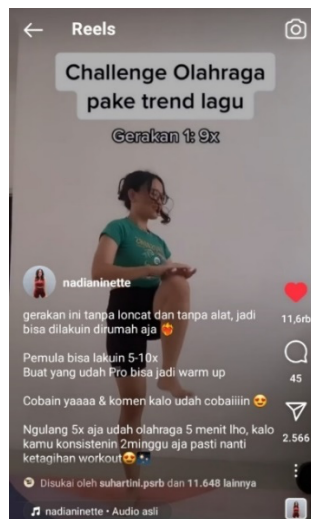 Reels
Challenge Olahraga
pake trend lagu
Gerakan 1: 9x
nadianinette
gerakan ini tanpa loncat dan tanpa alat, jadi
bisa dilakuin dirumah aja ❤️‍🔥
11,6rb
Pemula bisa lakuin 5-10x
Buat yang udah Pro bisa jadi warm up
45
Cobain yaaaa & komen kalo udah cobaiiiin 😍
Ngulang 5x aja udah olahraga 5 menit lho, kalo
kamu konsistenin 2minggu aja pasti nanti
ketagihan workout😍
2.566
Disukai oleh suhartini.psrb dan 11.648 lainnya
nadianinette • Audio asli